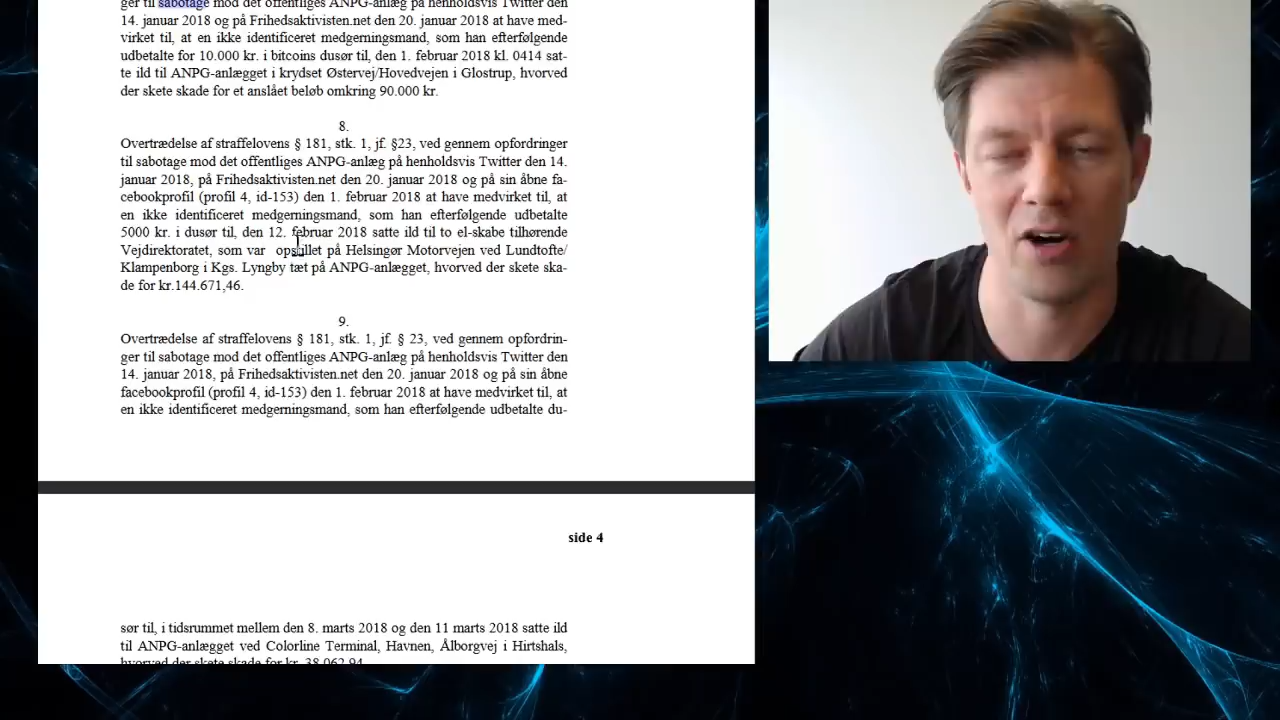 ger til sabotage mod det offentliges ANPG-anlæg på henholdsvis Twitter den
14. januar 2018 og på Frihedsaktivisten.net den 20. januar 2018 at have med-
virket til, at en ikke identificeret medgerningsmand, som han efterfølgende
udbetalte for 10.000 kr. i bitcoins dusør til, den 1. februar 2018 kl. 0414 sat-
te ild til ANPG-anlægget i krydset Østervej/Hovedvejen i Glostrup, hvorved
der skete skade for et anslået beløb omkring 90.000 kr.
8.
Overtrædelse af straffelovens § 181, stk. 1, jf. §23, ved gennem opfordringer
til sabotage mod det offentliges ANPG-anlæg på henholdsvis Twitter den 14.
januar 2018, på Frihedsaktivisten.net den 20. januar 2018 og på sin åbne fa-
cebookprofil (profil 4, id-153) den 1. februar 2018 at have medvirket til, at
en ikke identificeret medgerningsmand, som han efterfølgende udbetalte
5000 kr. i dusør til, den 12. februar 2018 satte ild til to el-skabe tilhørende
Vejdirektoratet, som var opstillet på Helsingør Motorvejen ved Lundtofte/
Klampenborg i Kgs. Lyngby tæt på ANPG-anlægget, hvorved der skete ska-
de for kr.144.671,46.
9.
Overtrædelse af straffelovens § 181, stk. 1, jf. § 23, ved gennem opfordrin-
ger til sabotage mod det offentliges ANPG-anlæg på henholdsvis Twitter den
14. januar 2018, på Frihedsaktivisten.net den 20. januar 2018 og på sin åbne
facebookprofil (profil 4, id-153) den 1. februar 2018 at have medvirket til, at
en ikke identificeret medgerningsmand, som han efterfølgende udbetalte du-
side 4
sør til, i tidsrummet mellem den 8. marts 2018 og den 11 marts 2018 satte ild
til ANPG-anlægget ved Colorline Terminal, Havnen, Ålborgvej i Hirtshals,
hvorved der skete skade for kr. 38.062,94